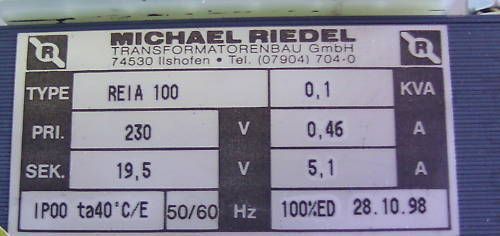 MICHAEL RIEDEL
TRANSFORMATORENBAU GmbH
74530 Ilshofen • Tel. (07904) 704-0
R R
TYPE REIA 100 0,1 KVA
PRI. 230 V 0,46 A
SEK. 19,5 V 5,1 A
IP00 ta40°C/E 50/60 Hz 100%ED 28.10.98